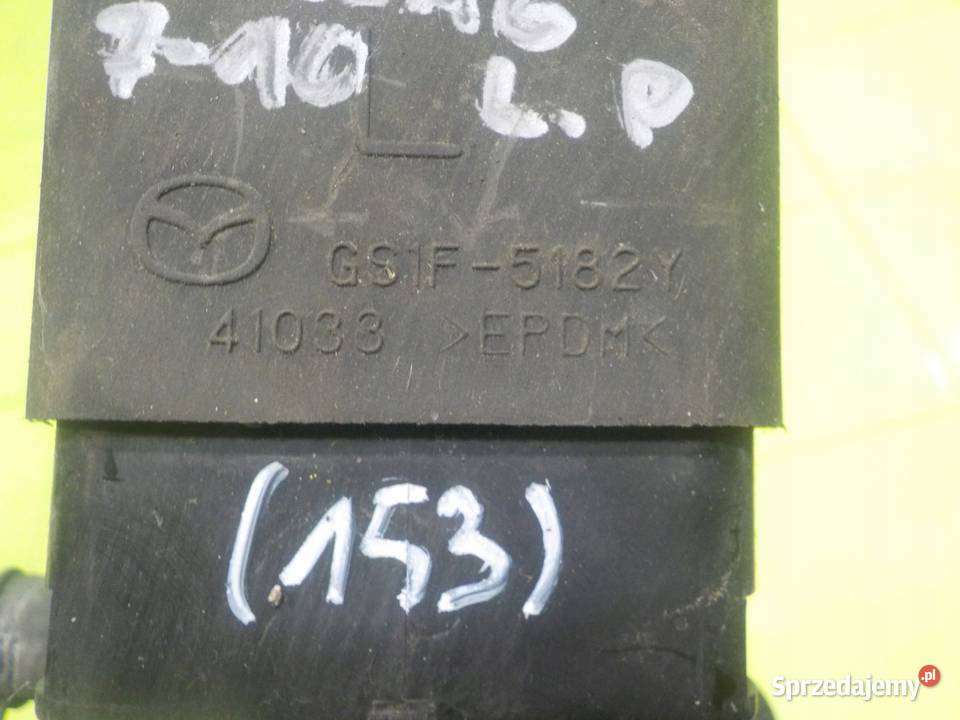 7-10 L.P
L
GS1F-5182Y
41033 >EPDM<
(153)
Sprzedajemy.pl